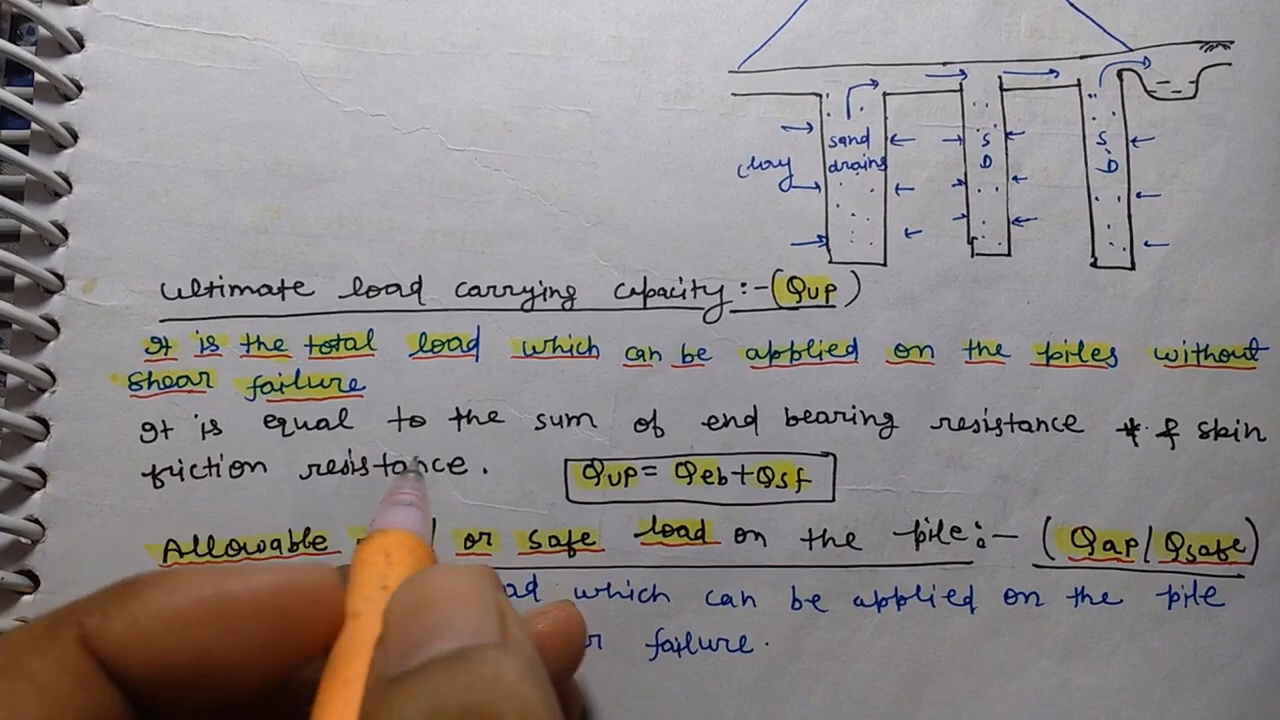 sand
drains
S
D
S
D
clay
Ultimate load carrying capacity :- (Qup)
It is the total load which can be applied on the piles without
shear failure
It is equal to the sum of end bearing resistance & skin
friction resistance. Qup = Qeb + Qsf
Allowable or safe load on the pile :- (Qap/Qsafe)
which can be applied on the pile
failure.